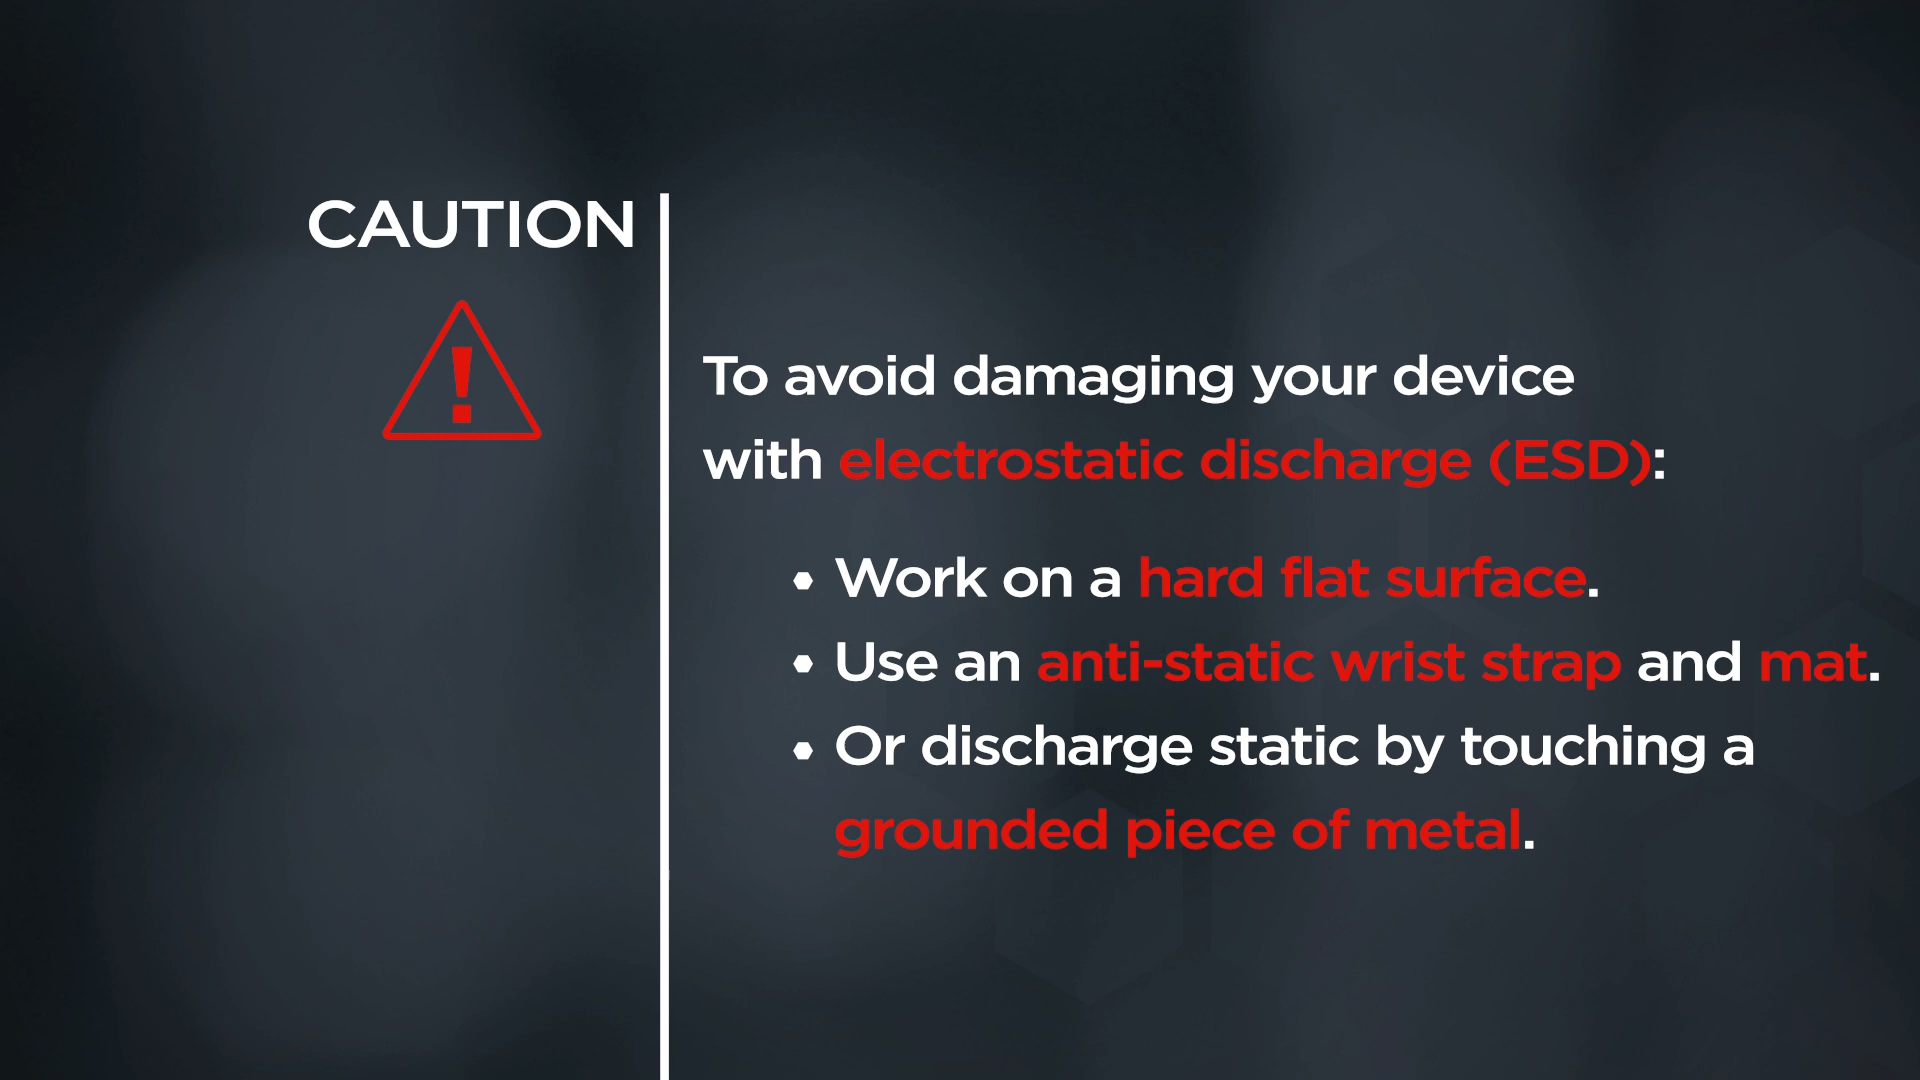 CAUTION
!
To avoid damaging your device
with electrostatic discharge (ESD):
• Work on a hard flat surface.
• Use an anti-static wrist strap and mat.
• Or discharge static by touching a
grounded piece of metal.